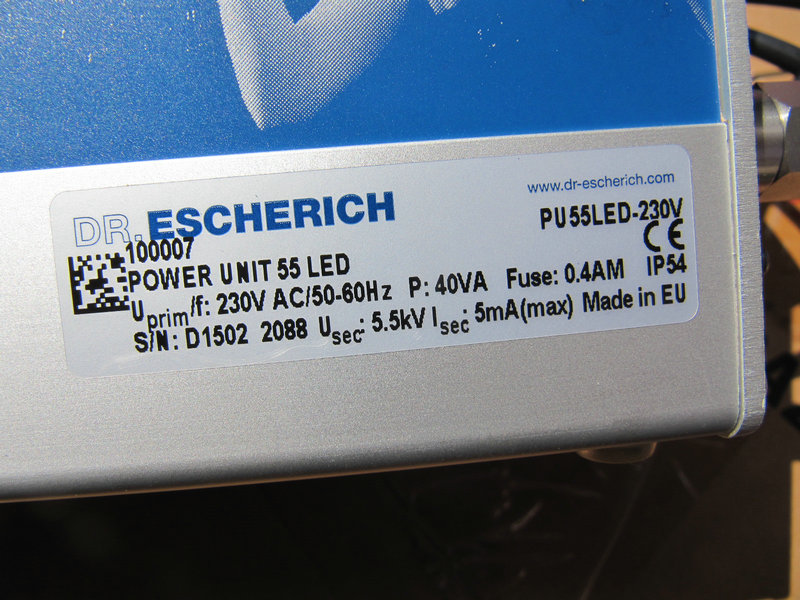 www.dr-escherich.com
DR. ESCHERICH
PU55LED-230V
100007
CE
POWER UNIT 55 LED
Uprim/f: 230V AC/50-60Hz P: 40VA Fuse: 0.4AM IP54
S/N: D1502 2088 Usec: 5.5kV Isec: 5mA(max) Made in EU